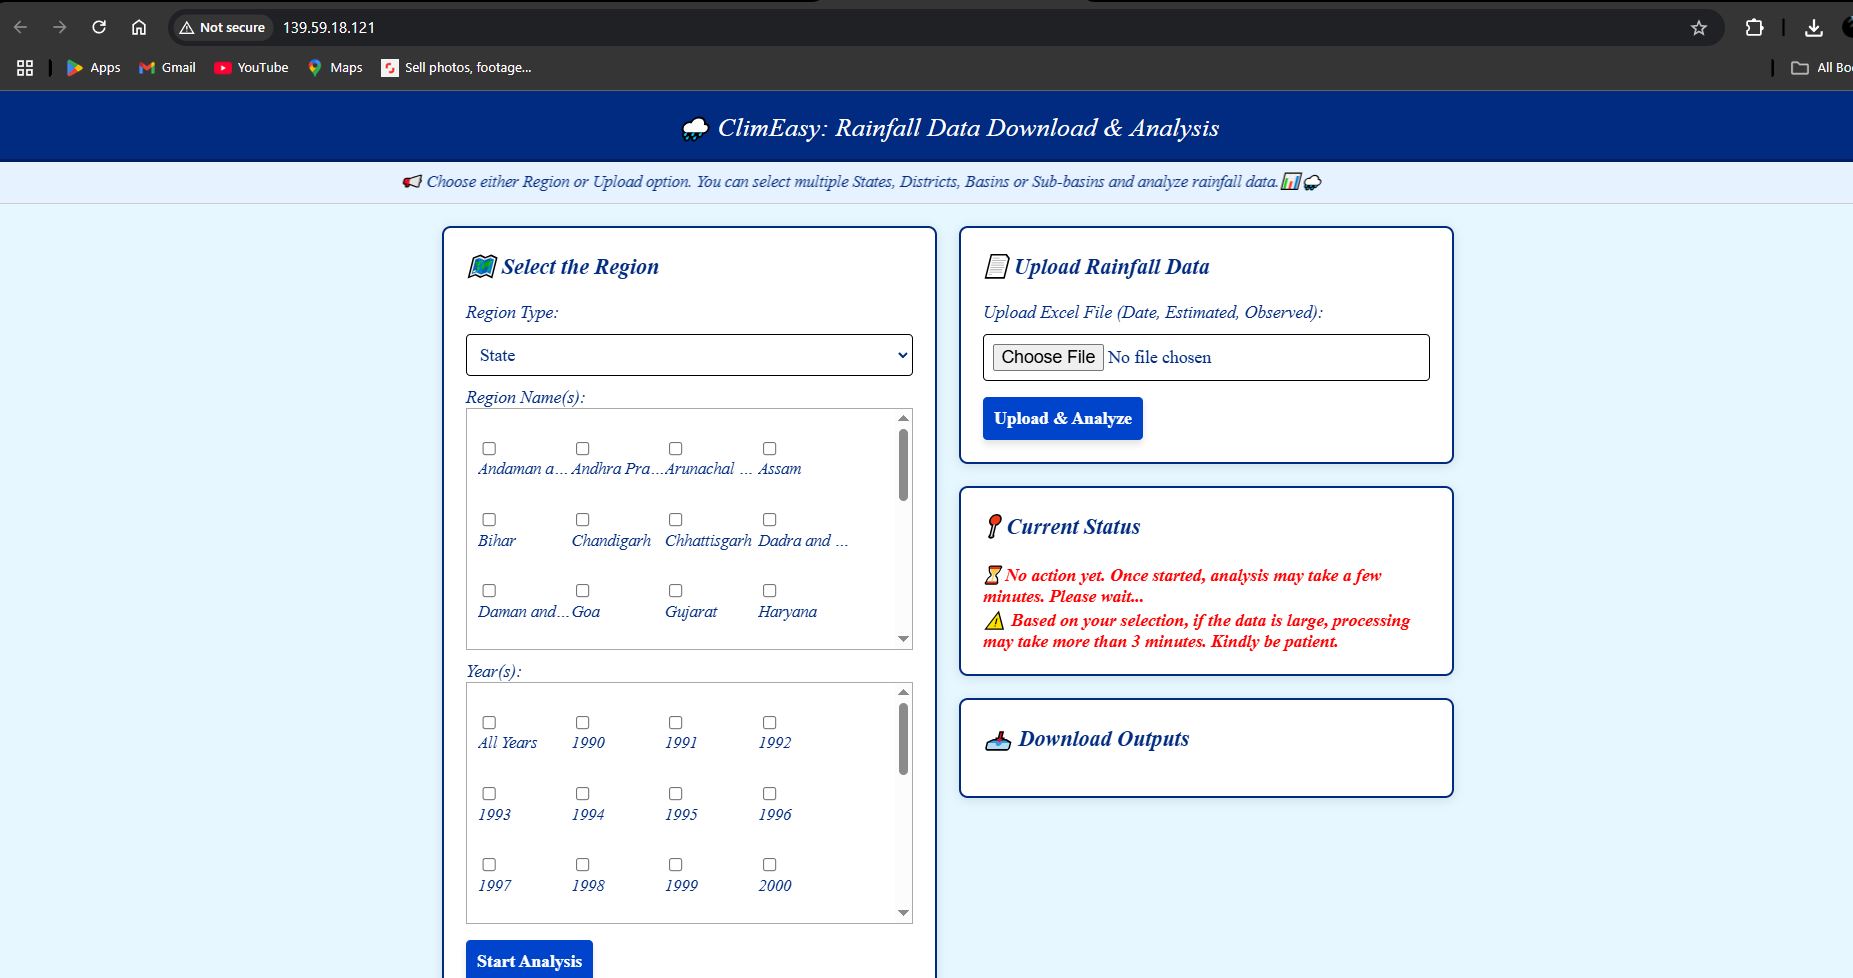 Not secure 139.59.18.121
Apps Gmail YouTube Maps Sell photos, footage...
ClimEasy: Rainfall Data Download & Analysis
Choose either Region or Upload option. You can select multiple States, Districts, Basins or Sub-basins and analyze rainfall data.
Select the Region
Region Type:
State
Region Name(s):
Andaman a... Andhra Pra... Arunachal ... Assam
Bihar Chandigarh Chhattisgarh Dadra and ...
Daman and... Goa Gujarat Haryana
Year(s):
All Years 1990 1991 1992
1993 1994 1995 1996
1997 1998 1999 2000
Start Analysis
Upload Rainfall Data
Upload Excel File (Date, Estimated, Observed):
Choose File No file chosen
Upload & Analyze
Current Status
No action yet. Once started, analysis may take a few
minutes. Please wait...
Based on your selection, if the data is large, processing
may take more than 3 minutes. Kindly be patient.
Download Outputs